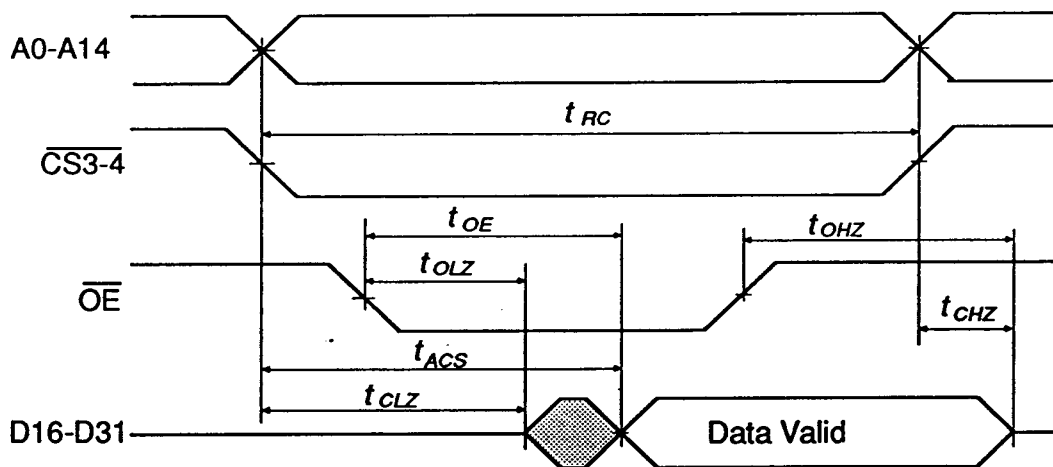 A0-A14
t RC
CS3-4
t OE
t OHZ
t OLZ
OE
t CHZ
t ACS
t CLZ
D16-D31
Data Valid